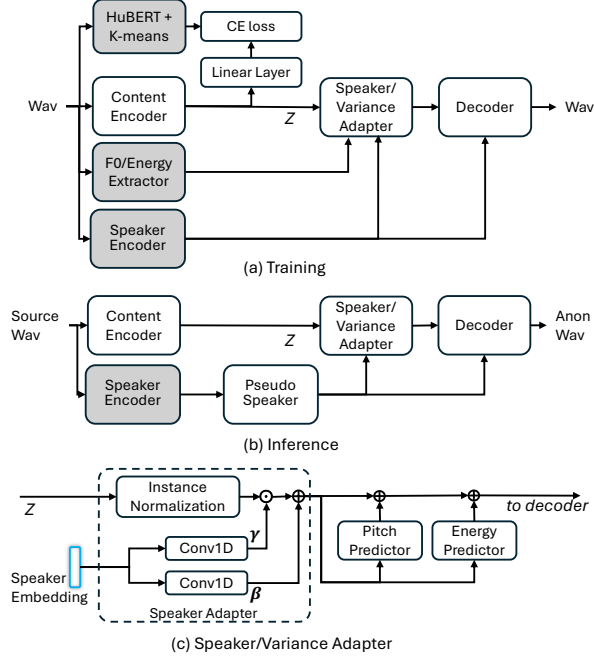 HuBERT +
K-means
CE loss
Linear Layer
Wav
Content
Encoder
Z
Speaker/
Variance
Adapter
Decoder
Wav
F0/Energy
Extractor
Speaker
Encoder
(a) Training
Source
Wav
Content
Encoder
Z
Speaker/
Variance
Adapter
Decoder
Anon
Wav
Speaker
Encoder
Pseudo
Speaker
(b) Inference
Z
Instance
Normalization
to decoder
γ
Conv1D
Pitch
Predictor
Energy
Predictor
Speaker
Embedding
Conv1D
β
Speaker Adapter
(c) Speaker/Variance Adapter